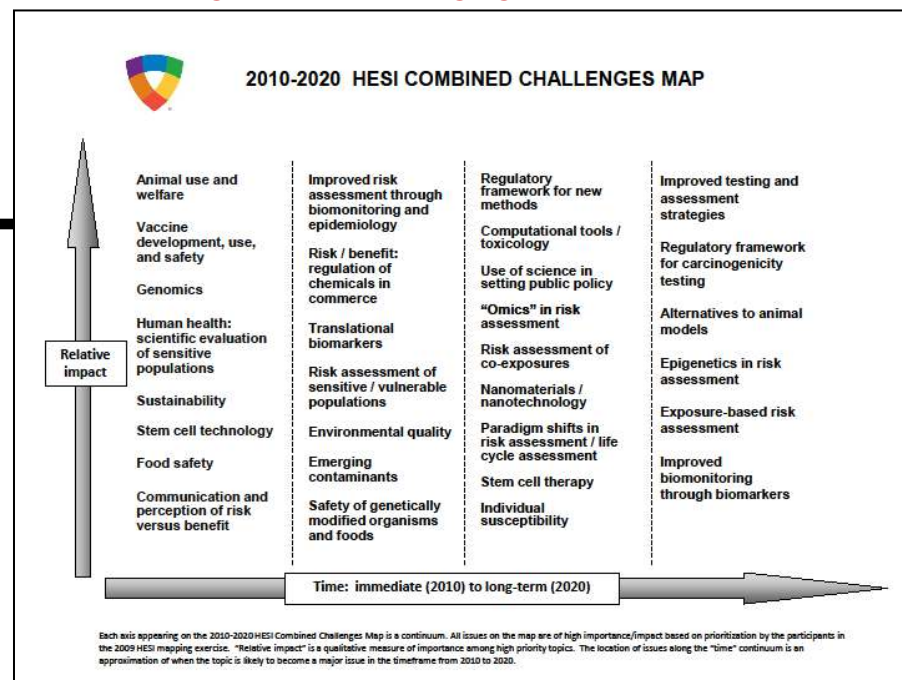 2010-2020 HESI COMBINED CHALLENGES MAP
Relative
impact
Animal use and
welfare
Vaccine
development, use,
and safety
Genomics
Human health:
scientific evaluation
of sensitive
populations
Sustainability
Stem cell technology
Food safety
Communication and
perception of risk
versus benefit
Improved risk
assessment through
biomonitoring and
epidemiology
Risk / benefit:
regulation of
chemicals in
commerce
Translational
biomarkers
Risk assessment of
sensitive / vulnerable
populations
Environmental quality
Emerging
contaminants
Safety of genetically
modified organisms
and foods
Regulatory
framework for new
methods
Computational tools /
toxicology
Use of science in
setting public policy
“Omics” in risk
assessment
Risk assessment of
co-exposures
Nanomaterials /
nanotechnology
Paradigm shifts in
risk assessment / life
cycle assessment
Stem cell therapy
Individual
susceptibility
Improved testing and
assessment
strategies
Regulatory framework
for carcinogenicity
testing
Alternatives to animal
models
Epigenetics in risk
assessment
Exposure-based risk
assessment
Improved
biomonitoring
through biomarkers
Time: immediate (2010) to long-term (2020)
Each axis appearing on the 2010-2020 HESI Combined Challenges Map is a continuum. All issues on the map are of high importance/impact based on prioritization by the participants in
the 2009 HESI mapping exercise. “Relative impact” is a qualitative measure of importance among high priority topics. The location of issues along the “time” continuum is an
approximation of when the topic is likely to become a major issue in the timeframe from 2010 to 2020.